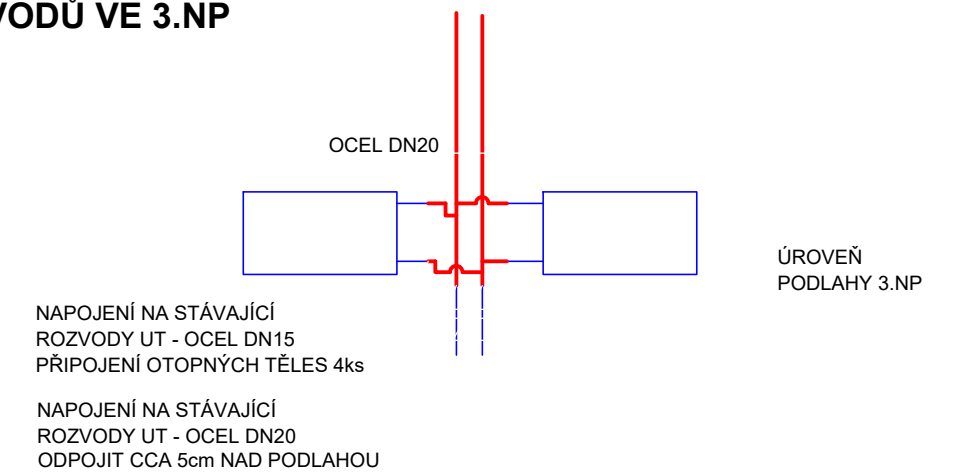 VODŮ VE 3.NP
OCEL DN20
ÚROVEŇ
PODLAHY 3.NP
NAPOJENÍ NA STÁVAJÍCÍ
ROZVODY UT - OCEL DN15
PŘIPOJENÍ OTOPNÝCH TĚLES 4ks
NAPOJENÍ NA STÁVAJÍCÍ
ROZVODY UT - OCEL DN20
ODPOJIT CCA 5cm NAD PODLAHOU